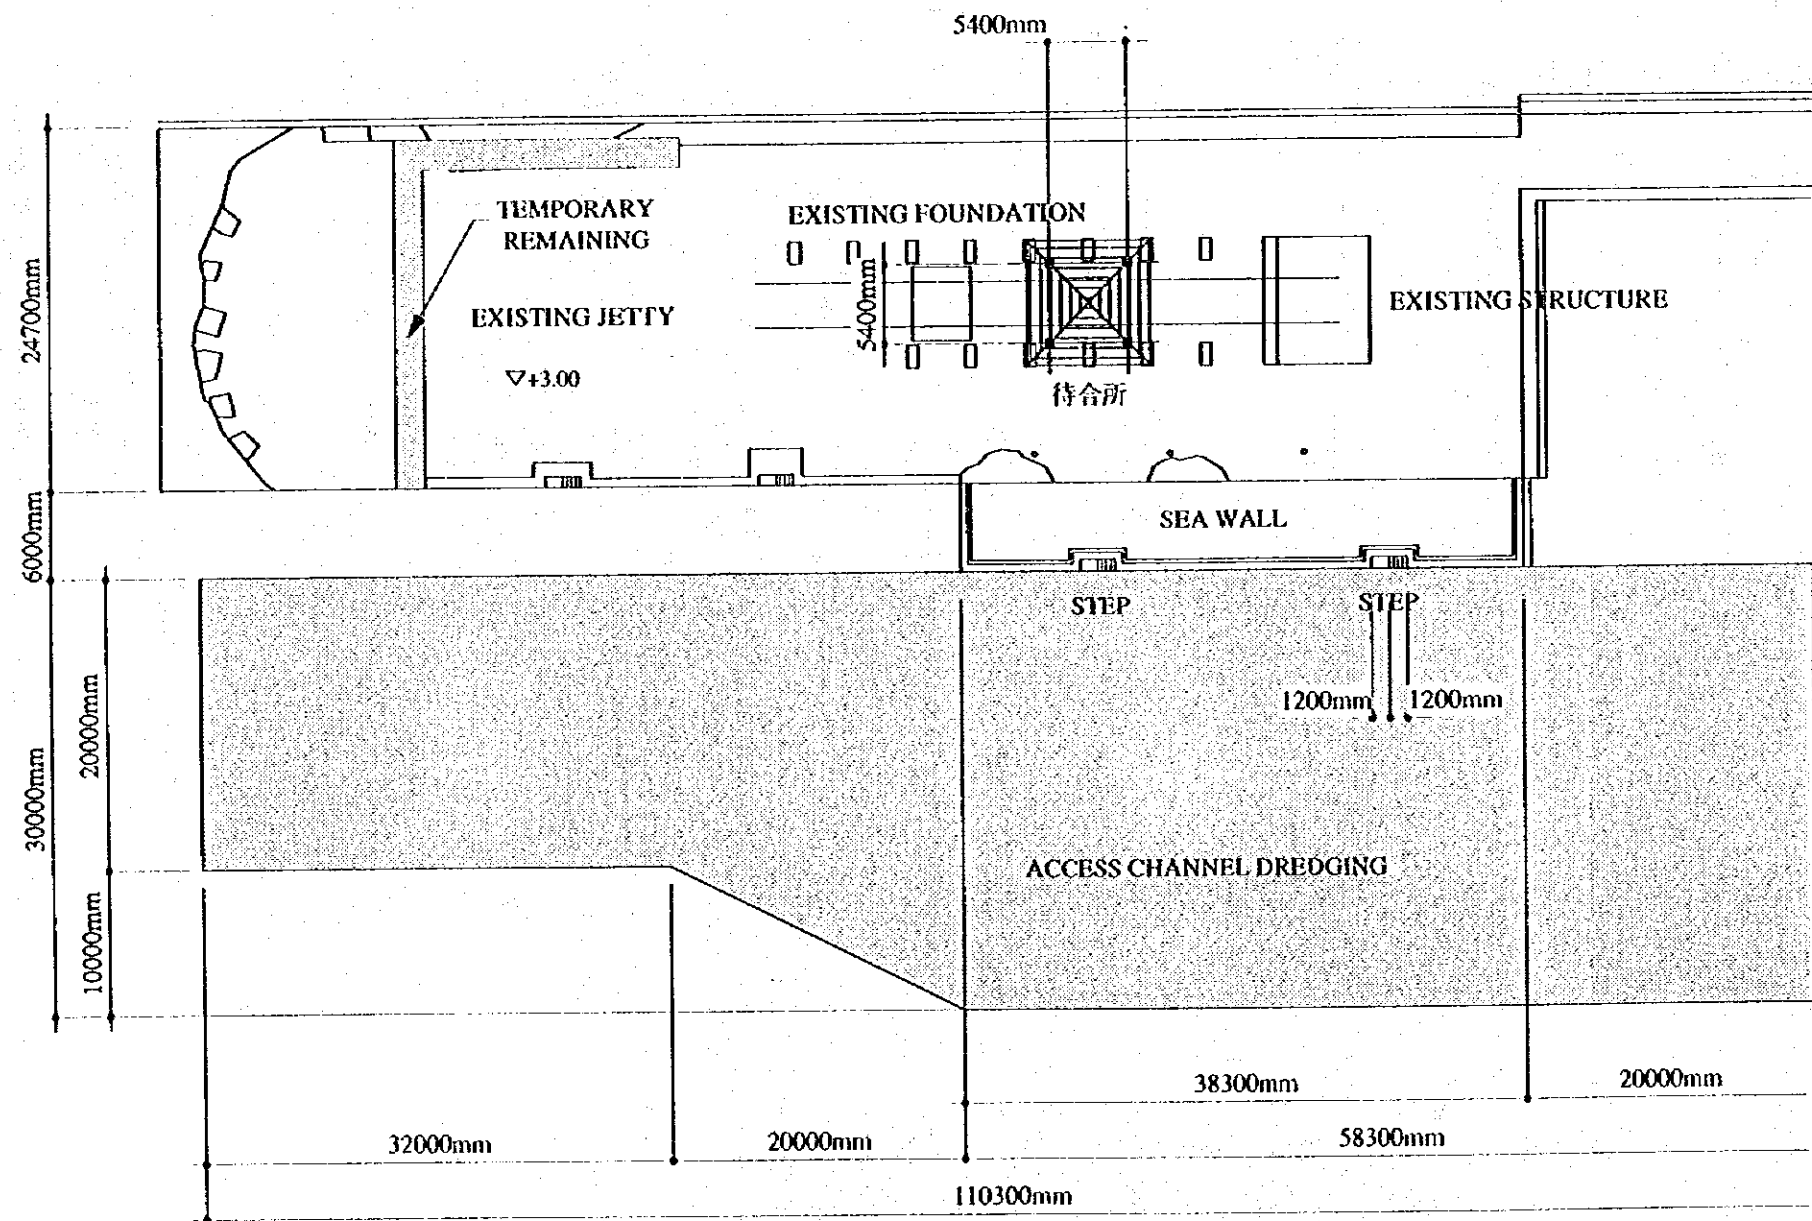 5400mm
TEMPORARY
REMAINING
EXISTING FOUNDATION
24700mm
5400mm
EXISTING JETTY
EXISTING STRUCTURE
▽+3.00
待合所
6000mm
SEA WALL
STEP
STEP
1200mm
1200mm
20000mm
30000mm
ACCESS CHANNEL DREDGING
10000mm
38300mm
20000mm
32000mm
20000mm
58300mm
110300mm